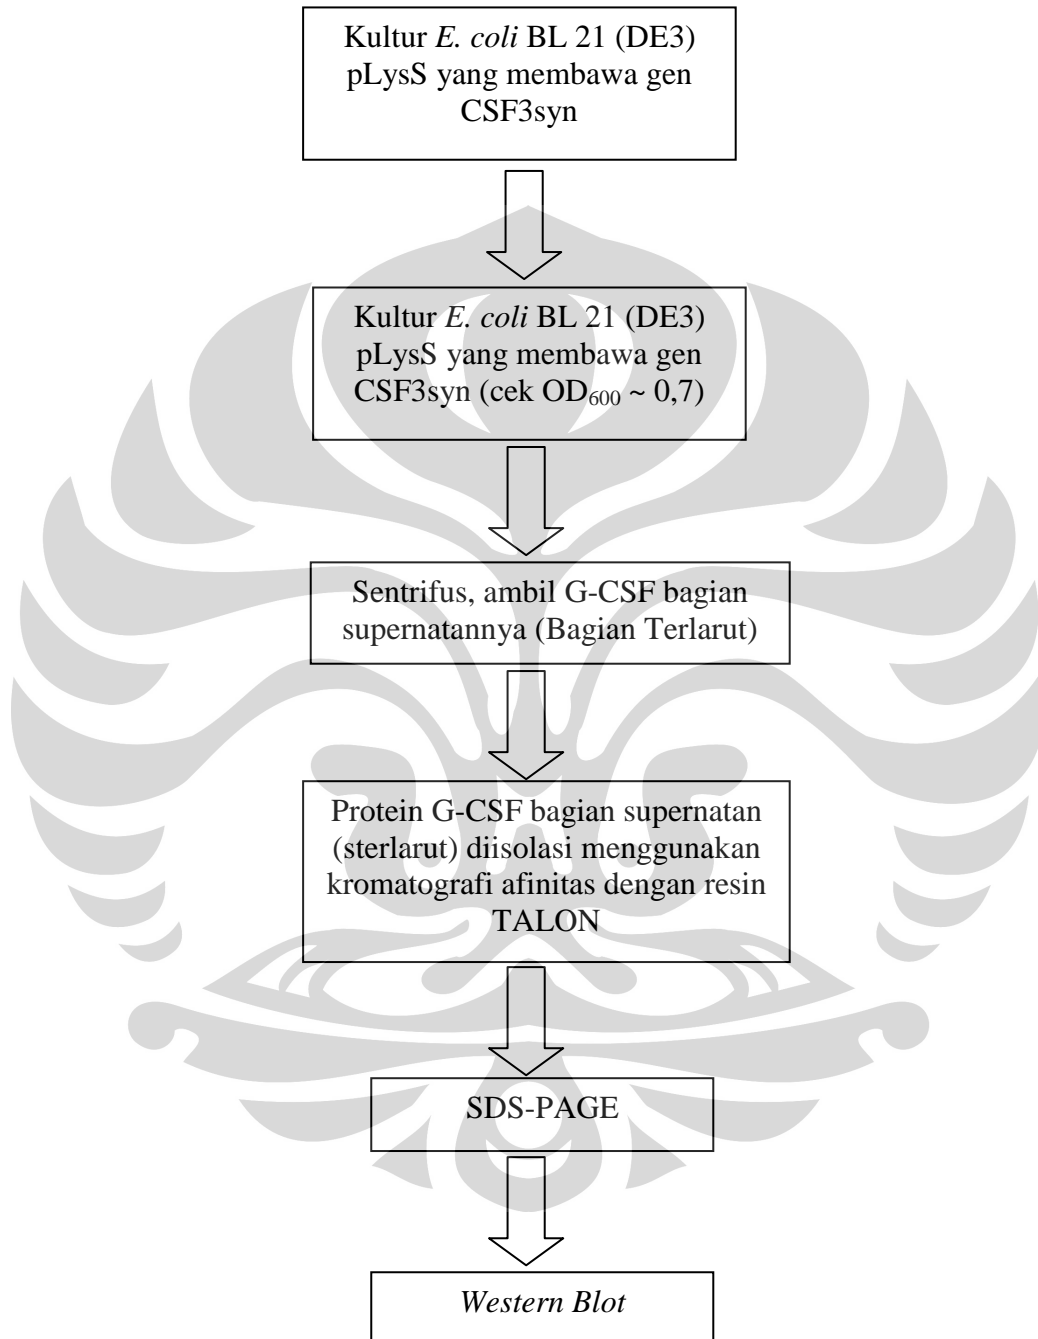 Kultur E. coli BL 21 (DE3)
pLysS yang membawa gen
CSF3syn
Kultur E. coli BL 21 (DE3)
pLysS yang membawa gen
CSF3syn (cek OD₆₀₀ ~ 0,7)
Sentrifus, ambil G-CSF bagian
supernatannya (Bagian Terlarut)
Protein G-CSF bagian supernatan
(sterlarut) diisolasi menggunakan
kromatografi afinitas dengan resin
TALON
SDS-PAGE
Western Blot